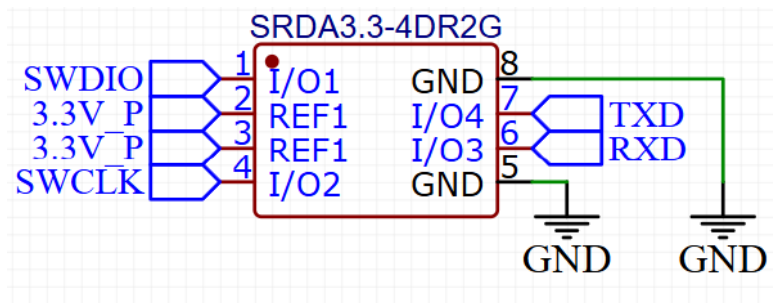 SRDA3.3-4DR2G
SWDIO 1 I/O1 GND 8
3.3V_P 2 REF1 I/O4 7 TXD
3.3V_P 3 REF1 I/O3 6 RXD
SWCLK 4 I/O2 GND 5
GND GND